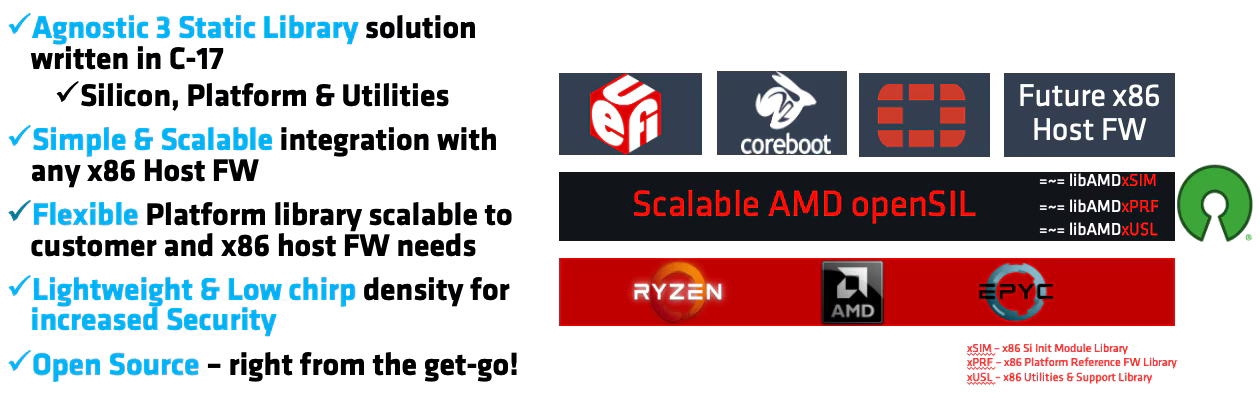 ✓Agnostic 3 Static Library solution
written in C-17
✓Silicon, Platform & Utilities
✓Simple & Scalable integration with
any x86 Host FW
✓Flexible Platform library scalable to
customer and x86 host FW needs
✓Lightweight & Low chirp density for
increased Security
✓Open Source – right from the get-go!
uefi
coreboot
Future x86
Host FW
Scalable AMD openSIL
=~= libAMDxSIM
=~= libAMDxPRF
=~= libAMDxUSL
®
RYZEN
AMD
EPYC
xSIM – x86 Si Init Module Library
xPRF – x86 Platform Reference FW Library
xUSL – x86 Utilities & Support Library